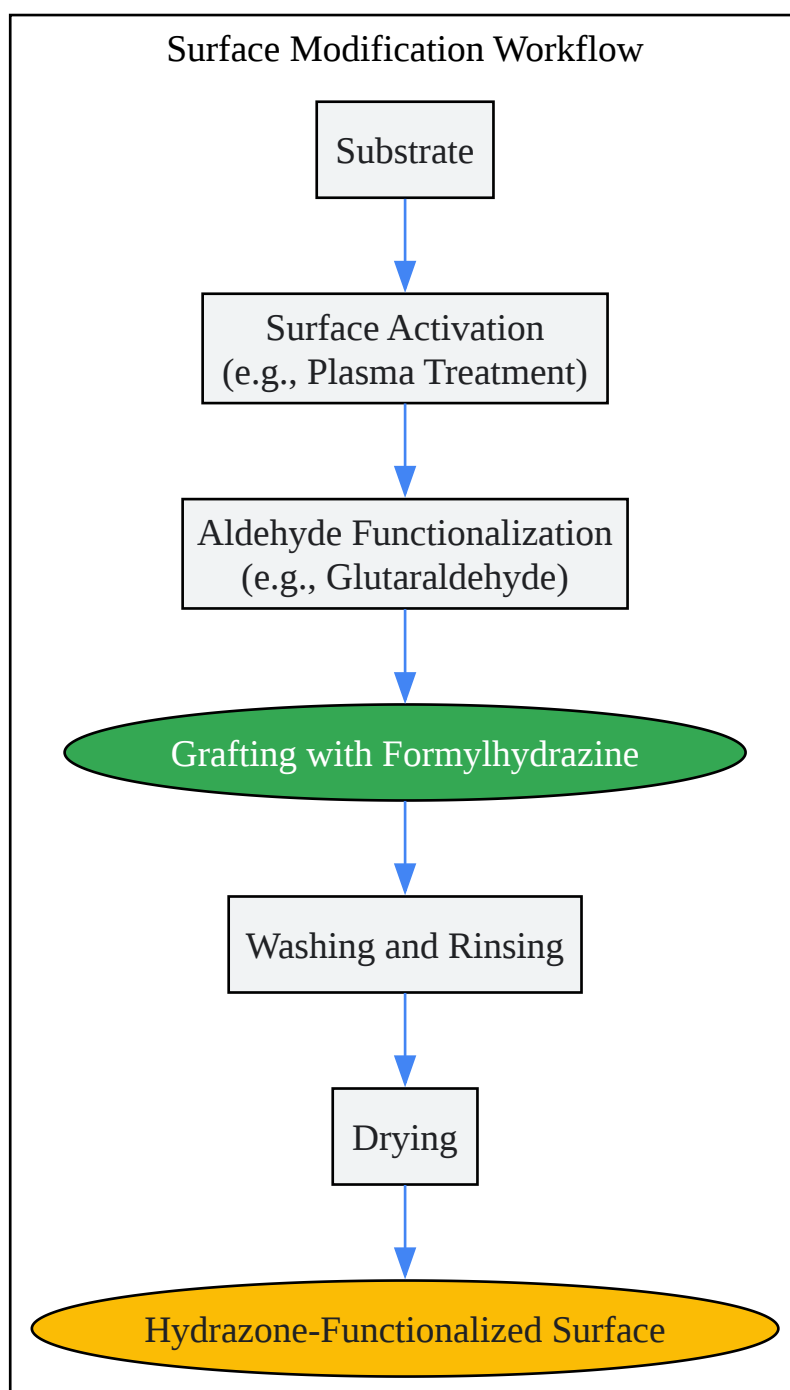 Surface Modification Workflow
Substrate
Surface Activation
(e.g., Plasma Treatment)
Aldehyde Functionalization
(e.g., Glutaraldehyde)
Grafting with Formylhydrazine
Washing and Rinsing
Drying
Hydrazone-Functionalized Surface